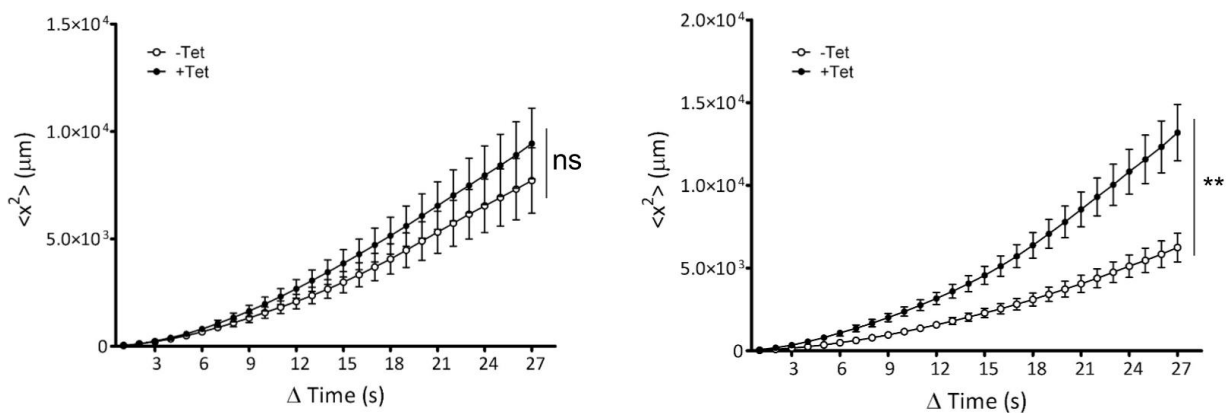 1.5×10⁴
-Tet
+Tet
1.0×10⁴
5.0×10³
0
<x²> (μm)
ns
3 6 9 12 15 18 21 24 27
Δ Time (s)
2.0×10⁴
-Tet
+Tet
1.5×10⁴
1.0×10⁴
5.0×10³
0
<x²> (μm)
**
3 6 9 12 15 18 21 24 27
Δ Time (s)